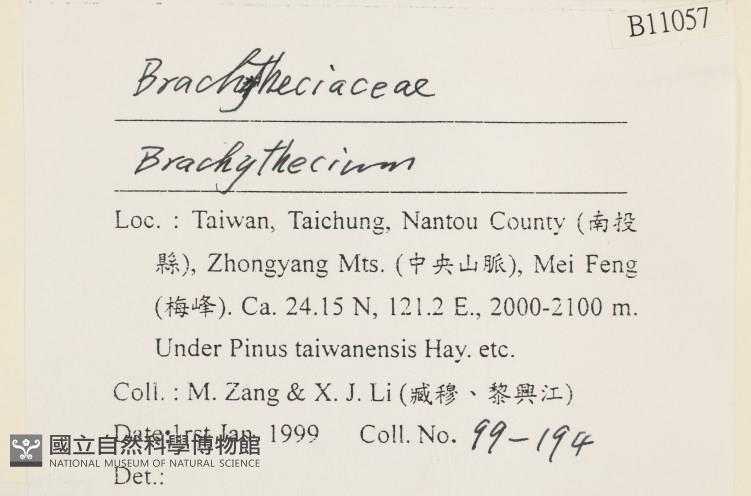 B11057
Brachytheciaceae
Brachythecium
Loc. : Taiwan, Taichung, Nantou County (南投
縣), Zhongyang Mts. (中央山脈), Mei Feng
(梅峰). Ca. 24.15 N, 121.2 E., 2000-2100 m.
Under Pinus taiwanensis Hay. etc.
Coll. : M. Zang & X. J. Li (臧穆、黎興江)
Date:1rst Jan. 1999 Coll. No. 99-194
國立自然科學博物館
NATIONAL MUSEUM OF NATURAL SCIENCE
Det.: